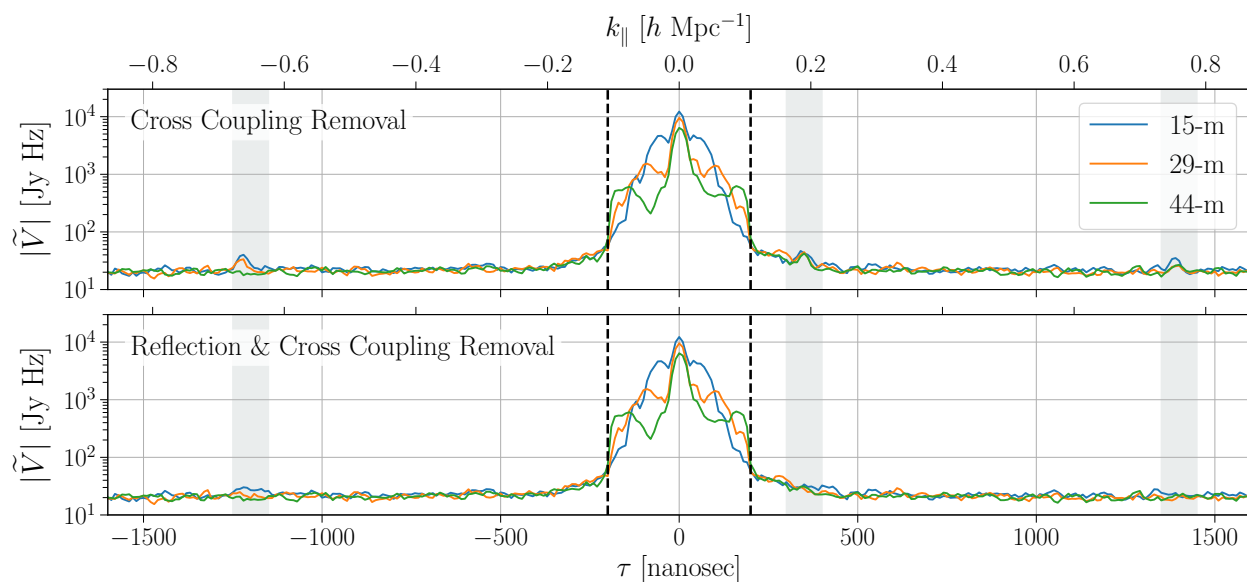 k∥ [h Mpc⁻¹]
−0.8 −0.6 −0.4 −0.2 0.0 0.2 0.4 0.6 0.8
|Ṽ| [Jy Hz]
10⁴
10³
10²
10¹
Cross Coupling Removal
15-m
29-m
44-m
|Ṽ| [Jy Hz]
10⁴
10³
10²
10¹
Reflection & Cross Coupling Removal
−1500 −1000 −500 0 500 1000 1500
τ [nanosec]